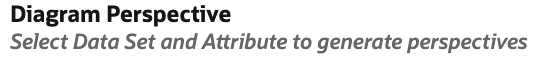 Diagram Perspective
Select Data Set and Attribute to generate perspectives